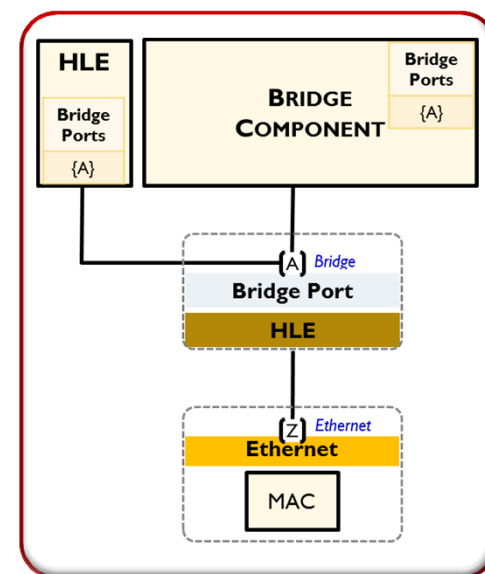 HLE
Bridge
Ports
{A}
BRIDGE
COMPONENT
Bridge
Ports
{A}
{A} Bridge
Bridge Port
HLE
{Z} Ethernet
Ethernet
MAC